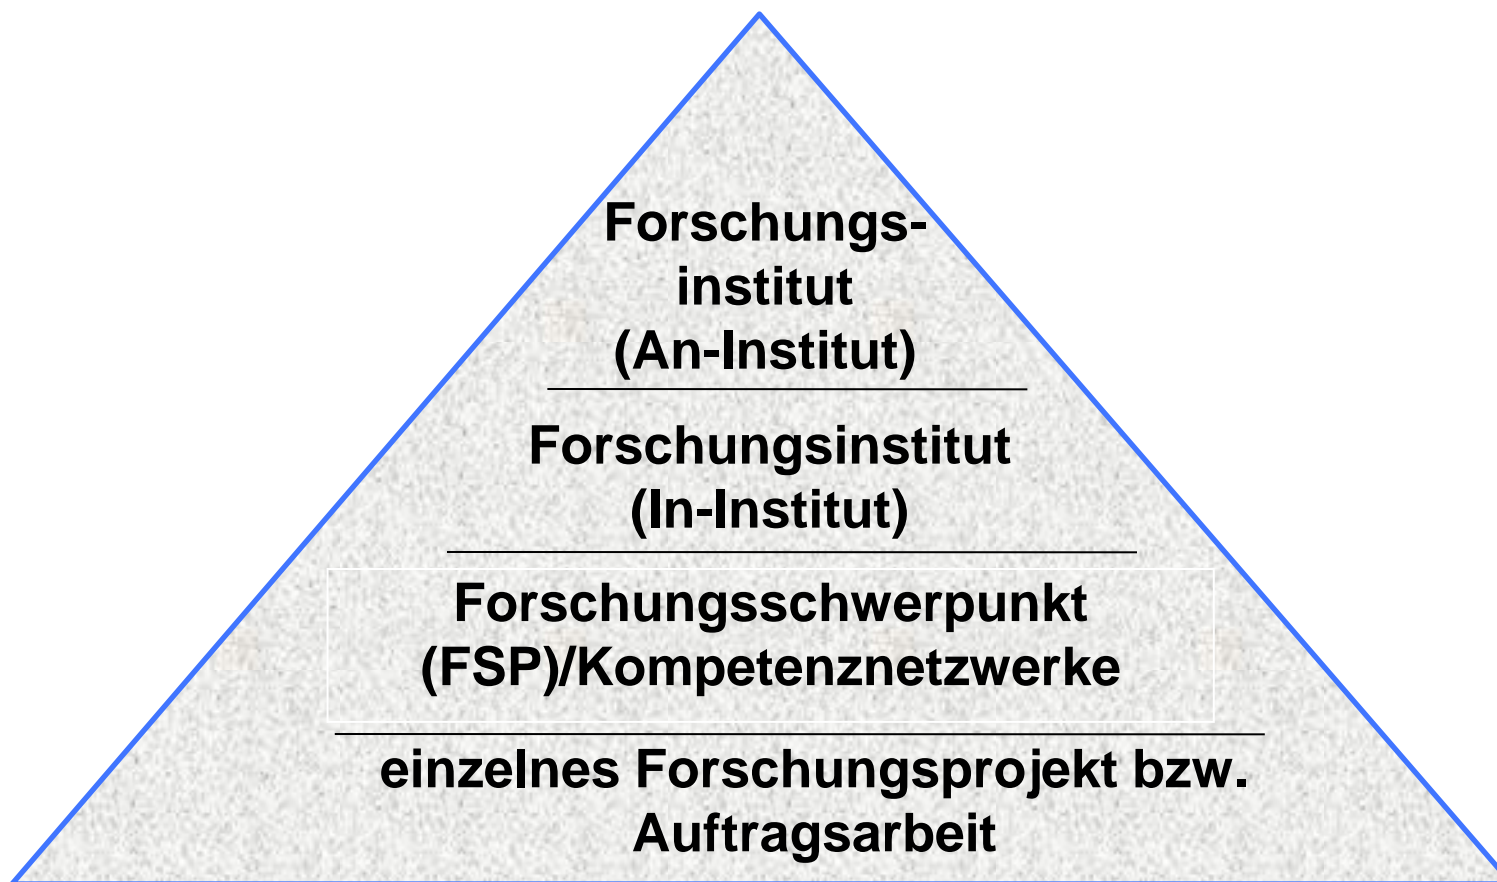 Forschungs-
institut
(An-Institut)
Forschungsinstitut
(In-Institut)
Forschungsschwerpunkt
(FSP)/Kompetenznetzwerke
einzelnes Forschungsprojekt bzw.
Auftragsarbeit